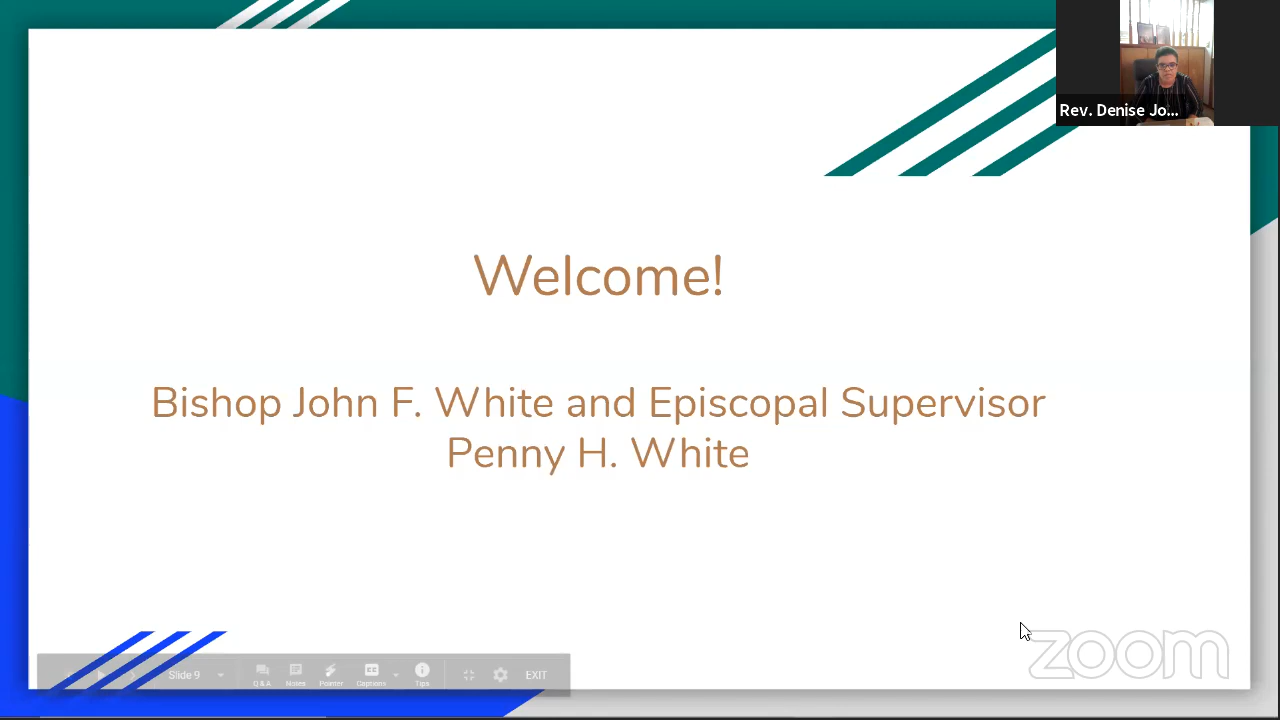 Rev. Denise Jo...
Welcome!
Bishop John F. White and Episcopal Supervisor
Penny H. White
zoom
Slide 9
Q & A
Notes
Pointer
Captions
Tips
EXIT